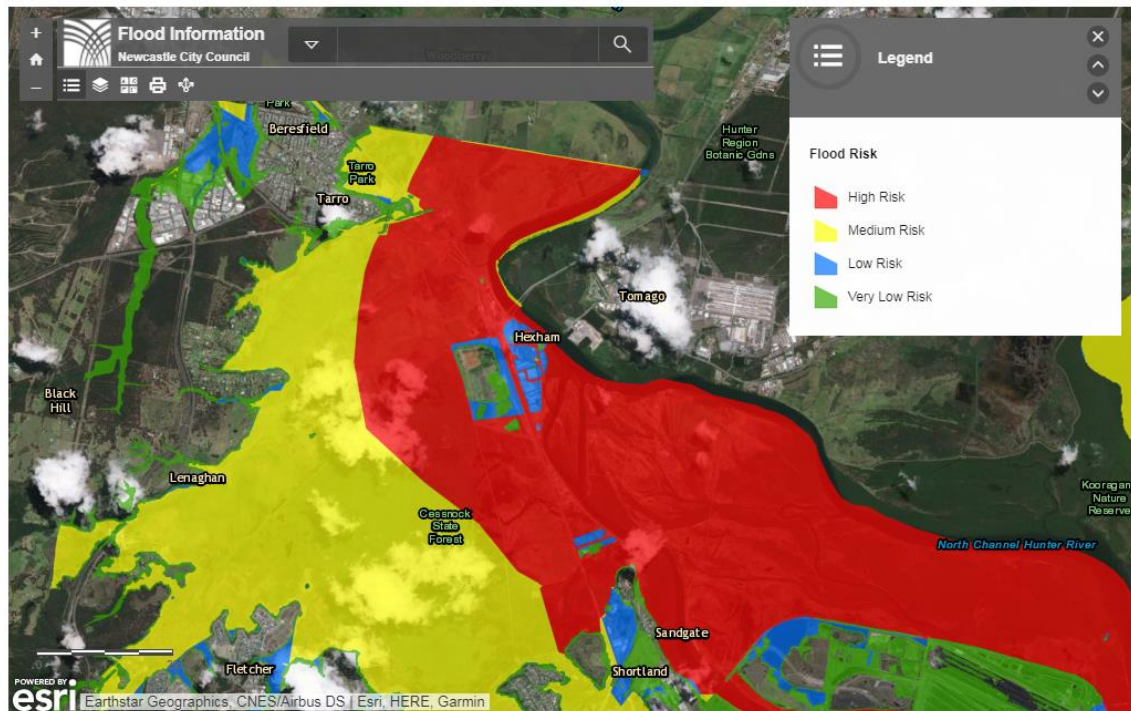 Flood Information
Newcastle City Council
Woodberry
Legend
Flood Risk
High Risk
Medium Risk
Low Risk
Very Low Risk
Park
Beresfield
Hunter
Region
Botanic Gdns
Tarro
Park
Tarro
Tomago
Hexham
Black
Hill
Lenaghan
Cessnock
State
Forest
Kooragan
Nature
Reserve
North Channel Hunter River
Sandgate
Shortland
Fletcher
POWERED BY
esri
Earthstar Geographics, CNES/Airbus DS | Esri, HERE, Garmin